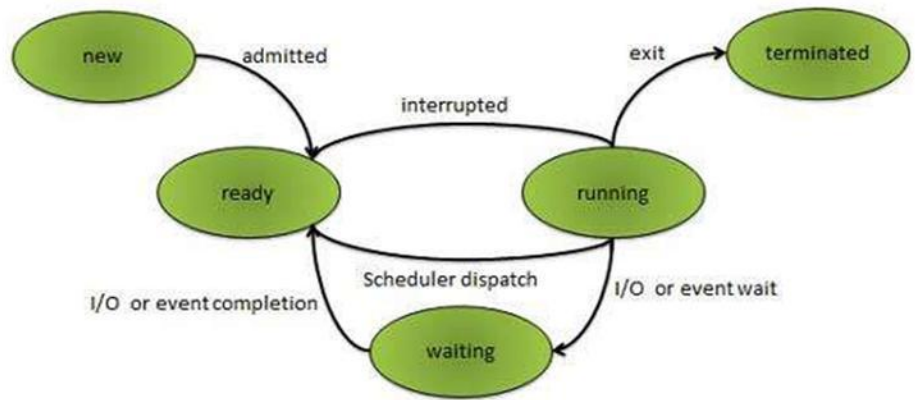 new
admitted
exit
terminated
interrupted
ready
running
Scheduler dispatch
I/O or event completion
I/O or event wait
waiting